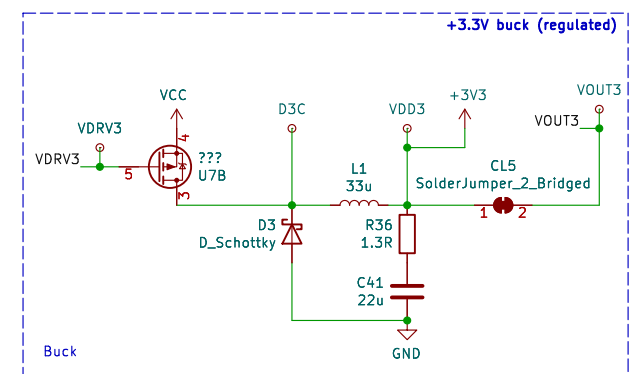 +3.3V buck (regulated)
VCC
D3C
VDD3
+3V3
VOUT3
VDRV3
VOUT3
4
???
VDRV3
5
U7B
L1
CL5
33u
SolderJumper_2_Bridged
3
1
2
D3
R36
D_Schottky
1.3R
C41
22u
Buck
GND